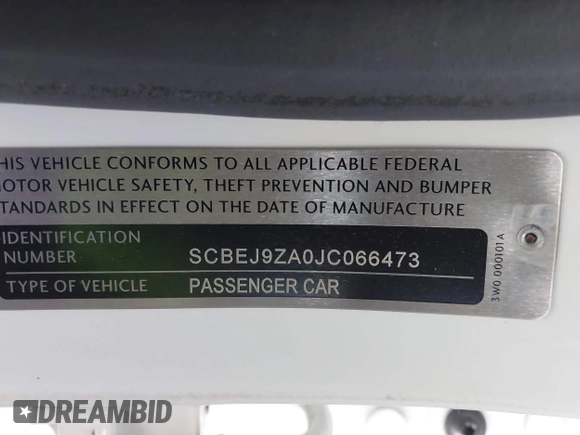 HIS VEHICLE CONFORMS TO ALL APPLICABLE FEDERAL
OTOR VEHICLE SAFETY, THEFT PREVENTION AND BUMPER
TANDARDS IN EFFECT ON THE DATE OF MANUFACTURE
IDENTIFICATION
NUMBER
SCBEJ9ZA0JC066473
TYPE OF VEHICLE
PASSENGER CAR
3W0 000101 A
DREAMBID